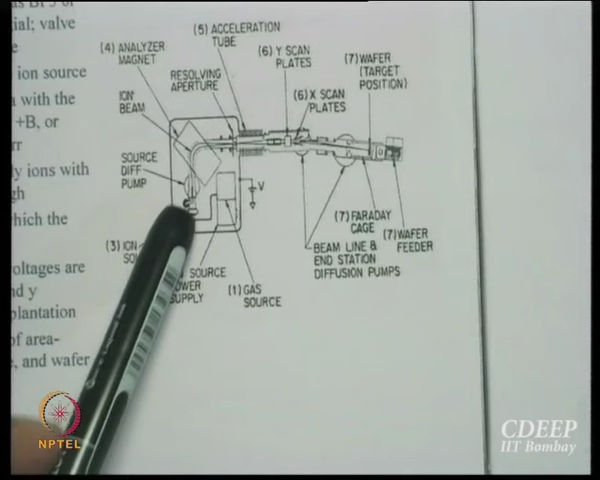 ial; valve
ion source
with the
+B, or
y ions with
gh
which the
oltages are
nd y
plantation
of area-
, and wafer
(4) ANALYZER
MAGNET
(5) ACCELERATION
TUBE
RESOLVING
APERTURE
(6) Y SCAN
PLATES
(6) X SCAN
PLATES
(7) WAFER
(TARGET
POSITION)
ION
BEAM
SOURCE
DIFF
PUMP
V
(3) ION
SOURCE
(1) GAS
SOURCE
(7) FARADAY
CAGE
(7) WAFER
FEEDER
BEAM LINE &
END STATION
DIFFUSION PUMPS
NPTEL
CDEEP
IIT Bombay